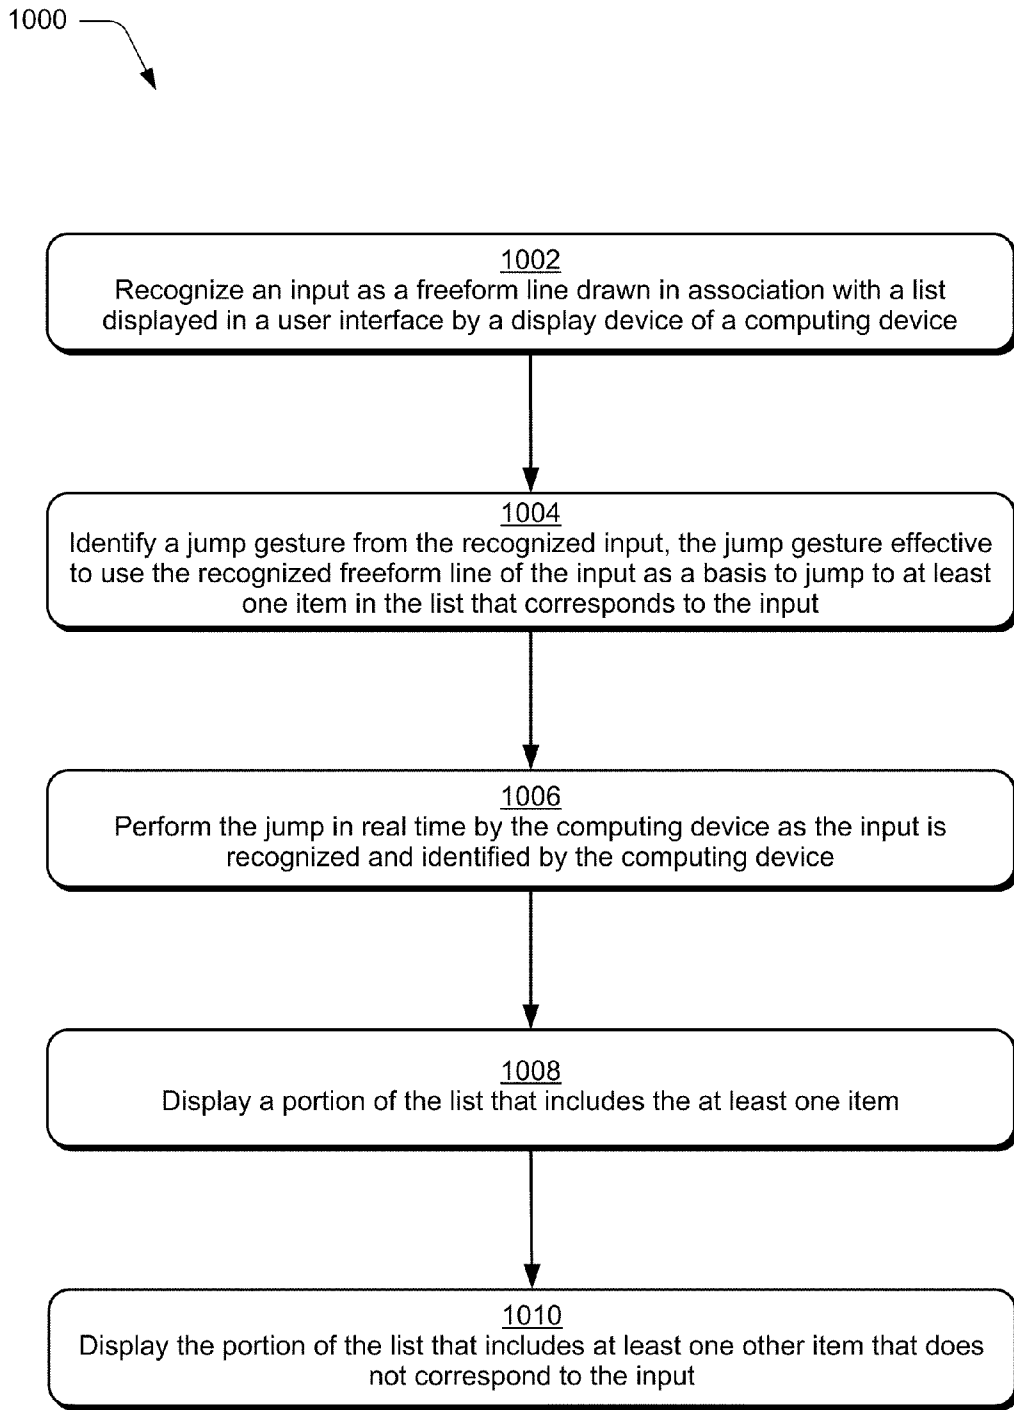 1000
1002
Recognize an input as a freeform line drawn in association with a list
displayed in a user interface by a display device of a computing device
1004
Identify a jump gesture from the recognized input, the jump gesture effective
to use the recognized freeform line of the input as a basis to jump to at least
one item in the list that corresponds to the input
1006
Perform the jump in real time by the computing device as the input is
recognized and identified by the computing device
1008
Display a portion of the list that includes the at least one item
1010
Display the portion of the list that includes at least one other item that does
not correspond to the input